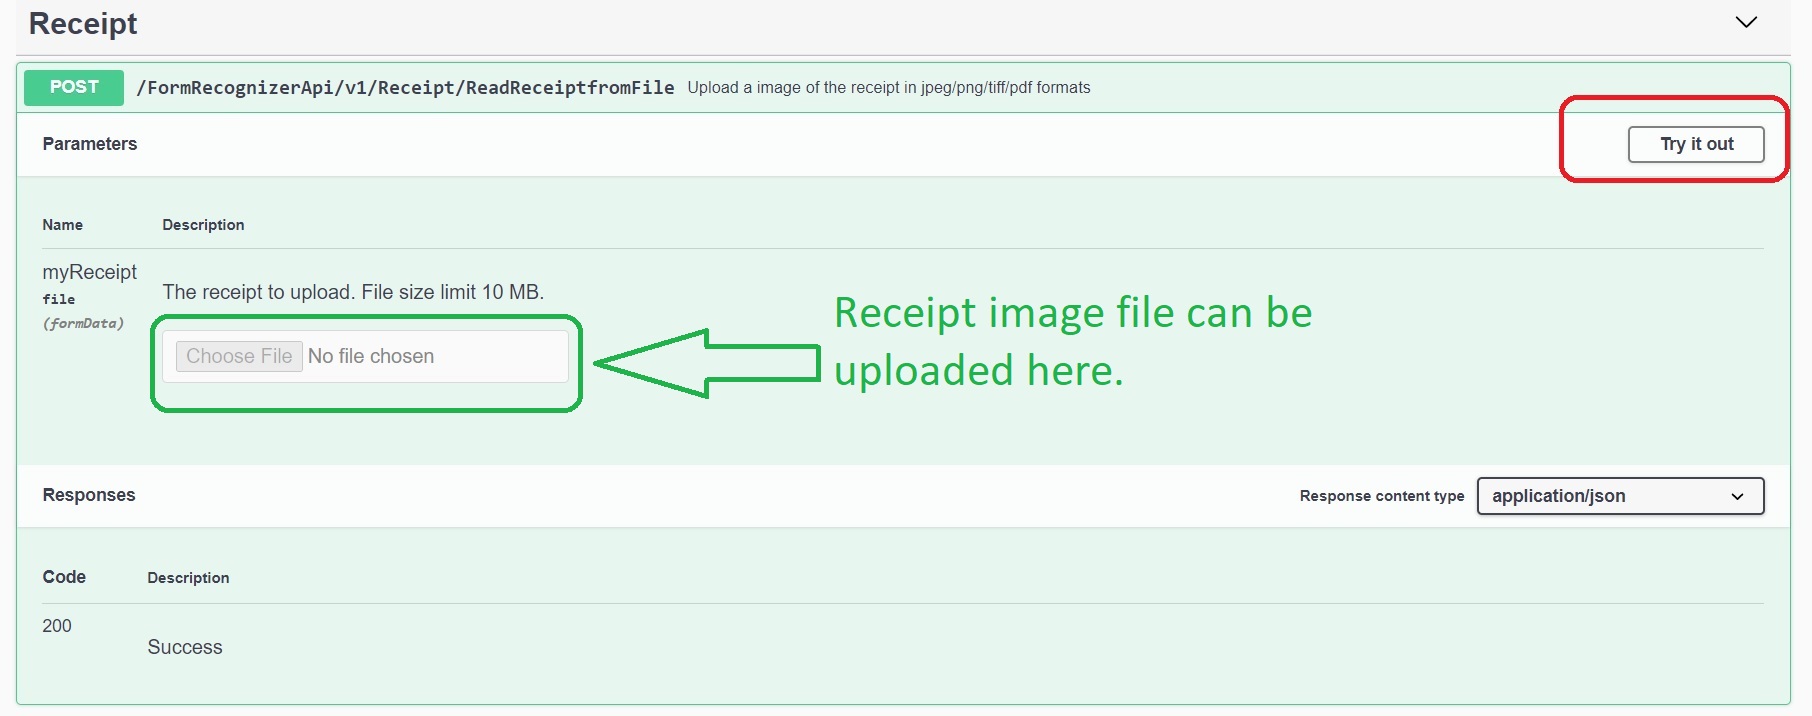 Receipt
POST /FormRecognizerApi/v1/Receipt/ReadReceiptfromFile Upload a image of the receipt in jpeg/png/tiff/pdf formats
Parameters
Try it out
Name Description
myReceipt
file
(formData)
The receipt to upload. File size limit 10 MB.
Choose File No file chosen
Receipt image file can be
uploaded here.
Responses
Response content type application/json
Code Description
200
Success